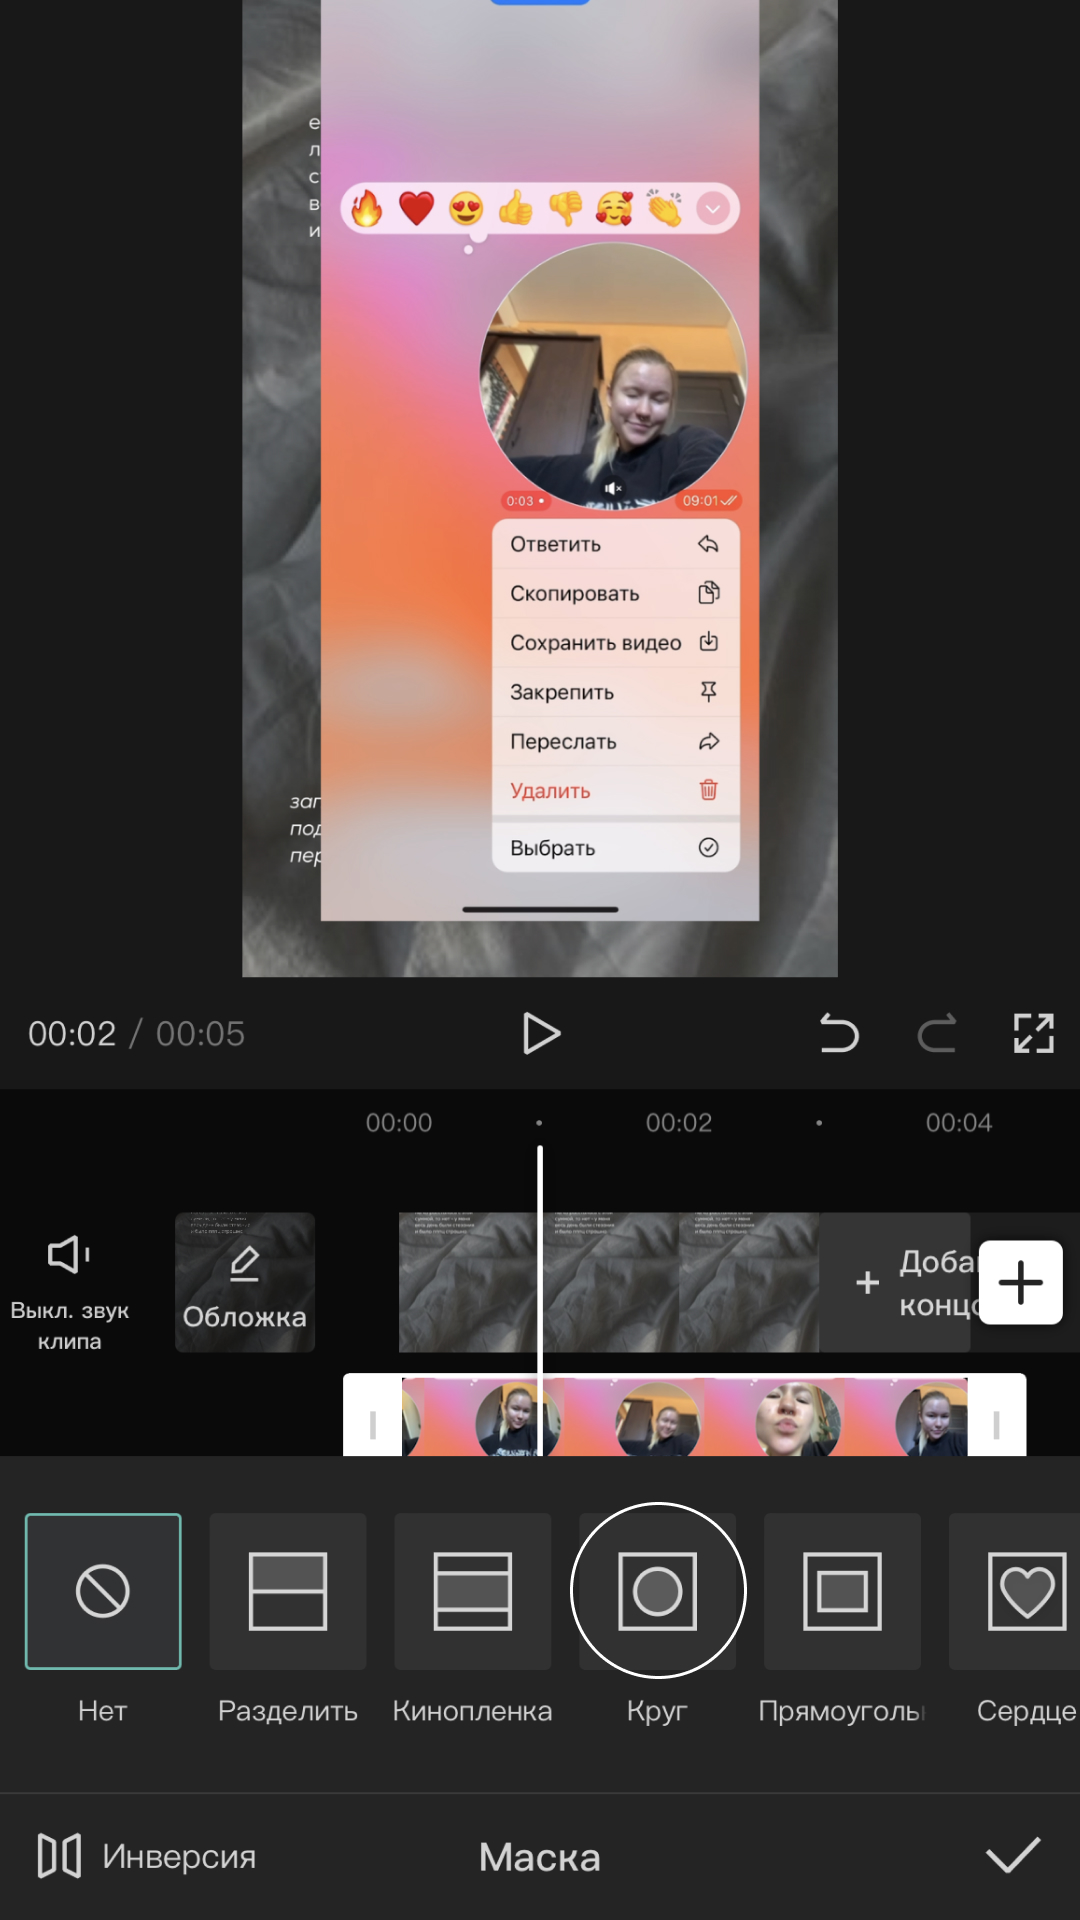 е
л
с
в
и
0:03
09:01
Ответить
Скопировать
Сохранить видео
Закрепить
Переслать
Удалить
Выбрать
заг
под
пер
00:02 / 00:05
00:00
00:02
00:04
Выкл. звук
клипа
Обложка
+ Доба
конц
Нет
Разделить
Кинопленка
Круг
Прямоуголь
Сердце
Инверсия
Маска